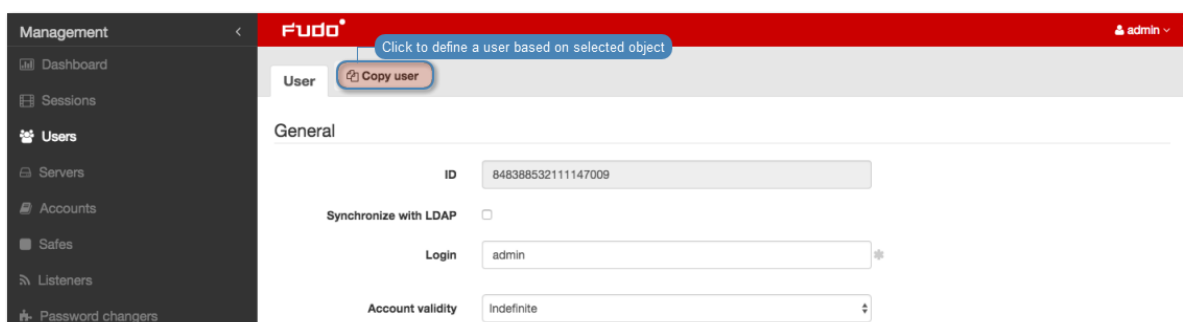 Management
FUDO
admin
Click to define a user based on selected object
Dashboard
User
Copy user
Sessions
Users
General
Servers
ID
848388532111147009
Accounts
Synchronize with LDAP
Safes
Login
admin
Listeners
Account validity
Indefinite
Password changers